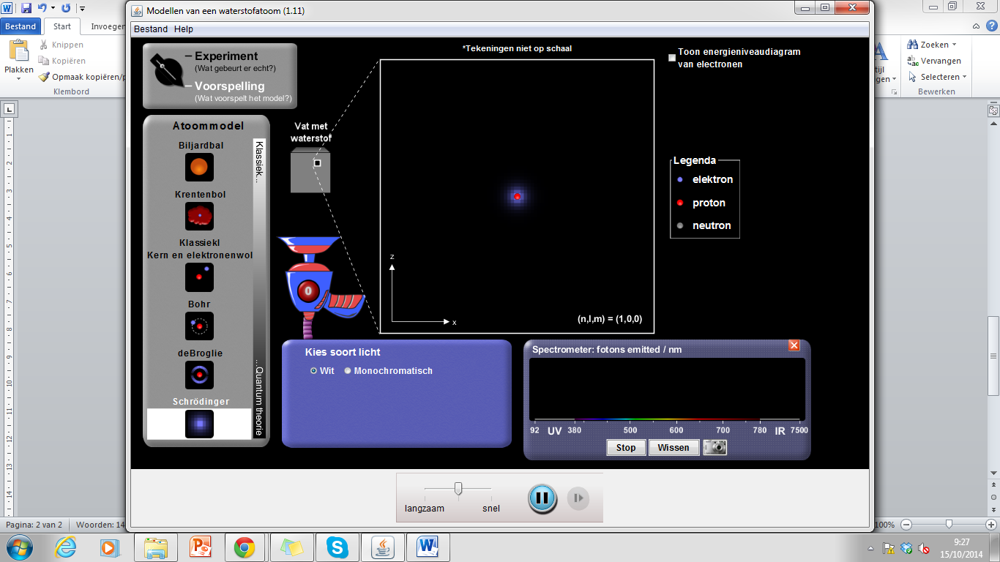 Modellen van een waterstofatoom (1.11)
Bestand Help
Bestand Start Invoegen
Plakken
Knippen
Kopiëren
Opmaak kopiëren/p
Klembord
Experiment
(Wat gebeurt er echt?)
Voorspelling
(Wat voorspelt het model?)
Atoommodel
Biljardbal
Krentenbol
Klassiekl
Kern en elektronenwol
Bohr
deBroglie
Schrödinger
Klassiek...
...Quantum theorie
Vat met
waterstof
0
*Tekeningen niet op schaal
z
x
(n,l,m) = (1,0,0)
Toon energieniveaudiagram
van electronen
Legenda
elektron
proton
neutron
Kies soort licht
Wit Monochromatisch
Spectrometer: fotons emitted / nm
92 UV 380 500 600 700 780 IR 7500
Stop Wissen
langzaam snel
Zoeken
Vervangen
Selecteren
Bewerken
tijl
ngen
Pagina: 2 van 2 Woorden: 14
100%
9:27
15/10/2014